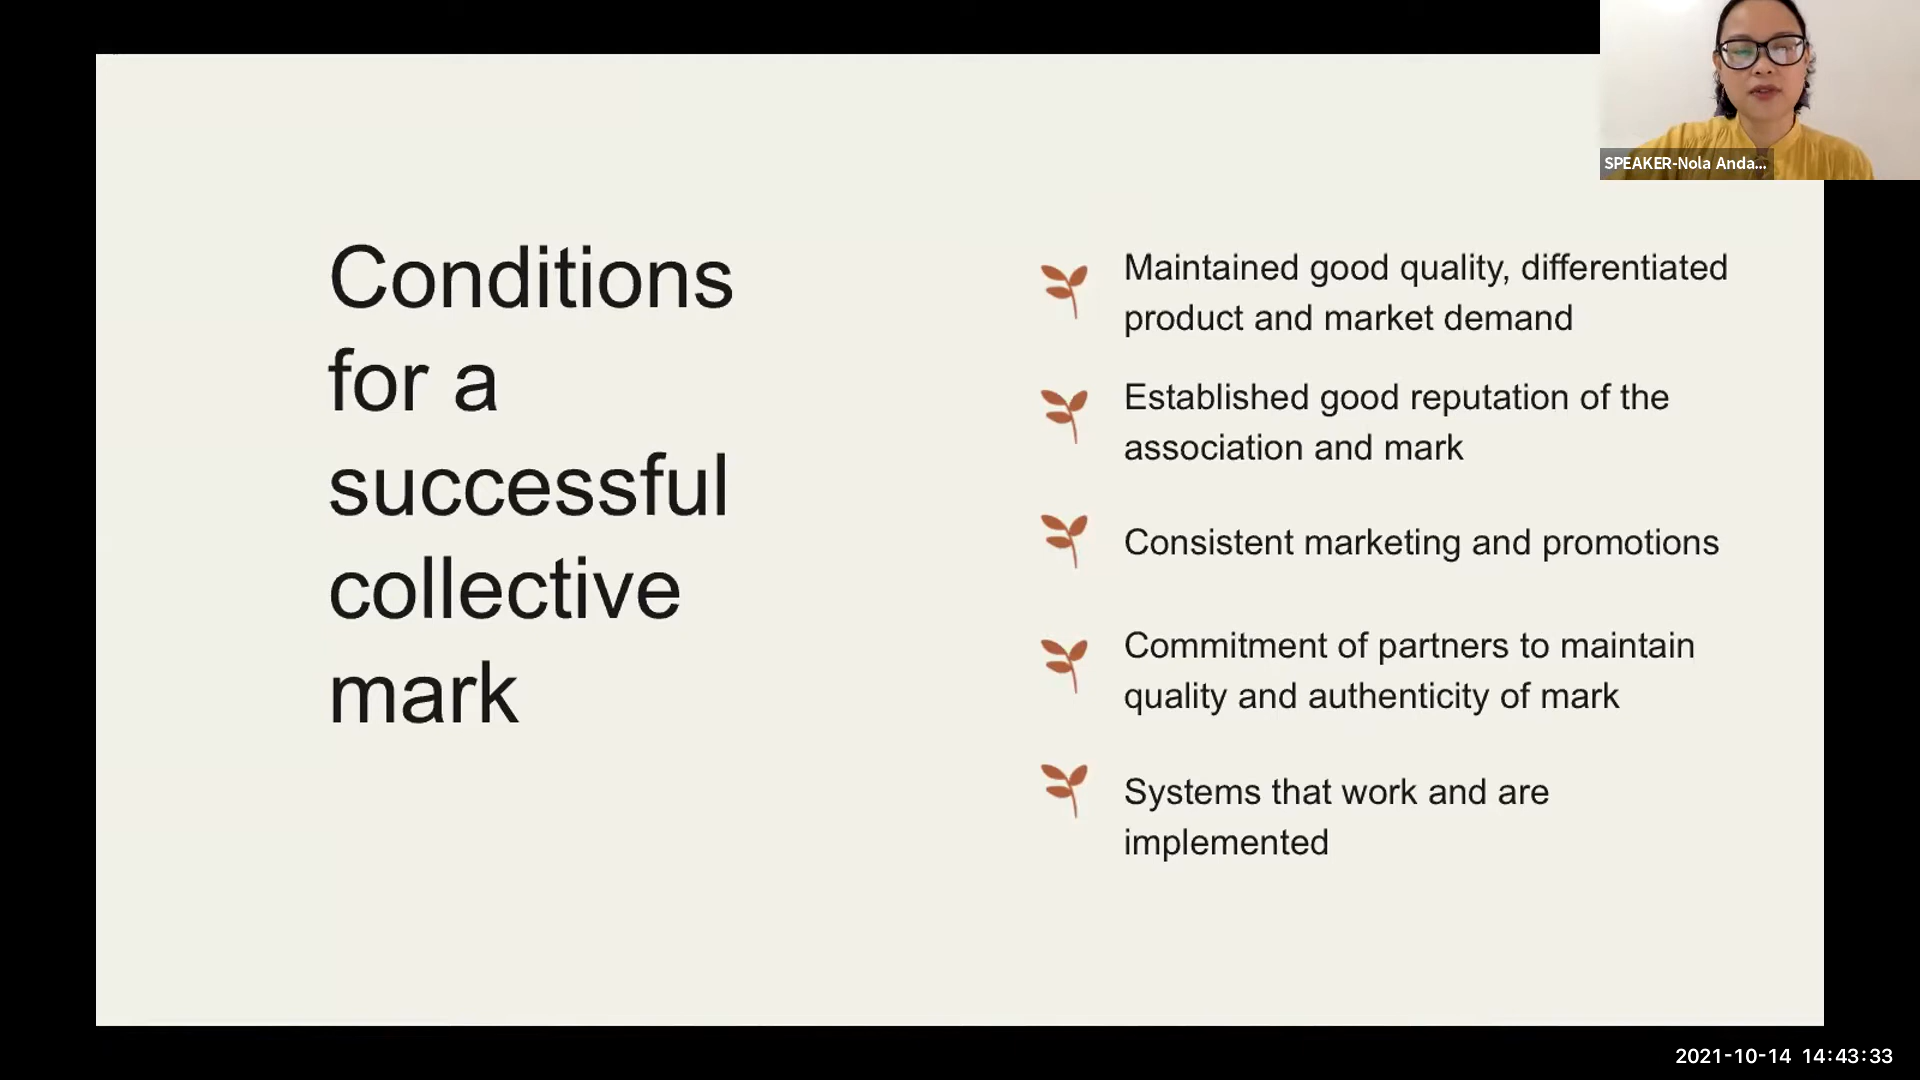 Conditions
for a
successful
collective
mark
Maintained good quality, differentiated
product and market demand
Established good reputation of the
association and mark
Consistent marketing and promotions
Commitment of partners to maintain
quality and authenticity of mark
Systems that work and are
implemented
SPEAKER-Nola Anda...
2021-10-14 14:43:33